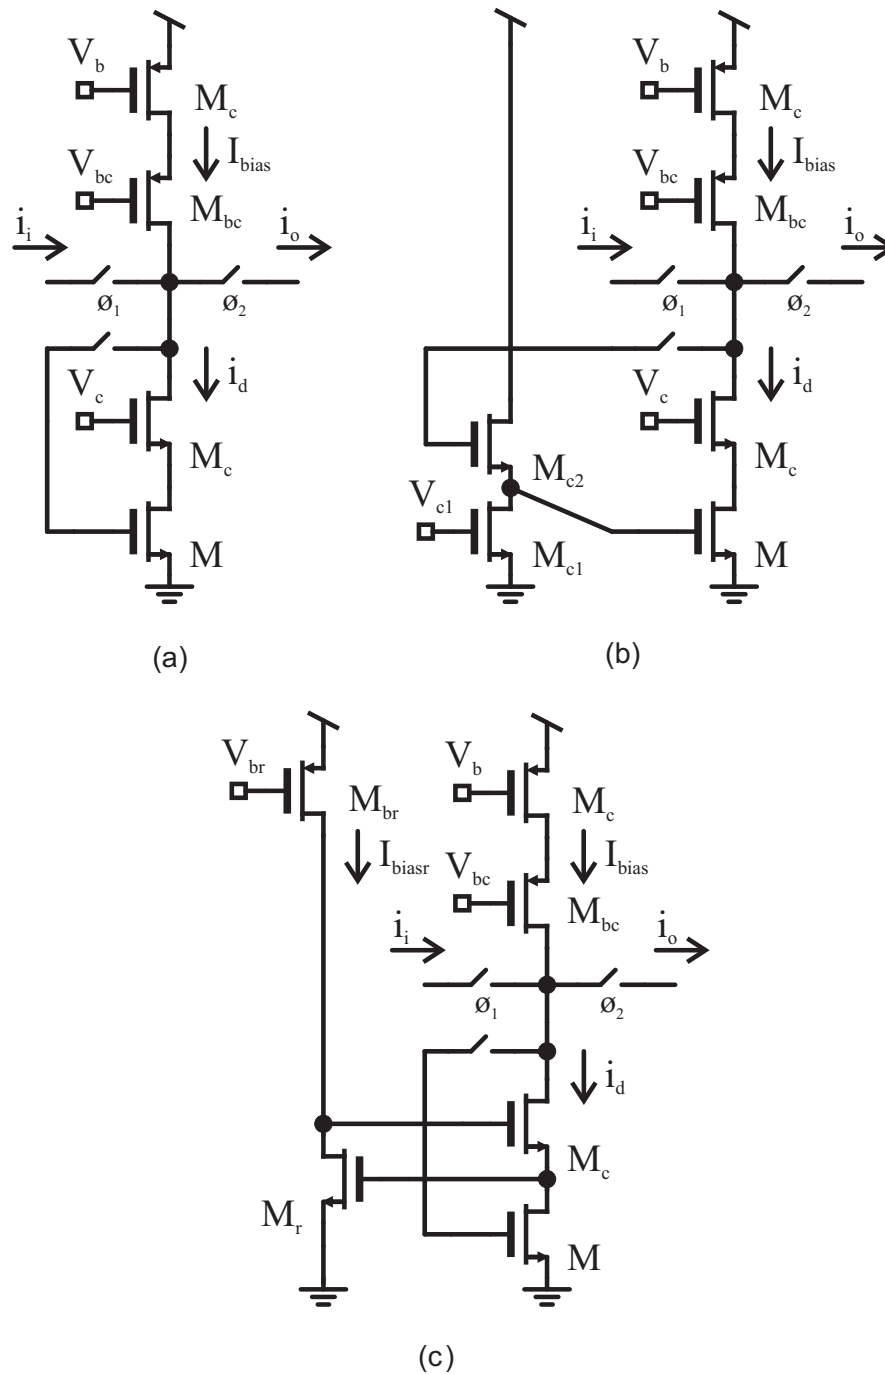 V_b
M_c
I_bias
V_bc
M_bc
i_i
i_o
ø_1
ø_2
V_c
i_d
M_c
M
(a)
V_b
M_c
I_bias
V_bc
M_bc
i_i
i_o
ø_1
ø_2
V_c
i_d
M_c2
M_c
V_c1
M_c1
M
(b)
V_br
M_br
I_biasr
V_b
M_c
I_bias
V_bc
M_bc
i_i
i_o
ø_1
ø_2
i_d
M_c
M_r
M
(c)